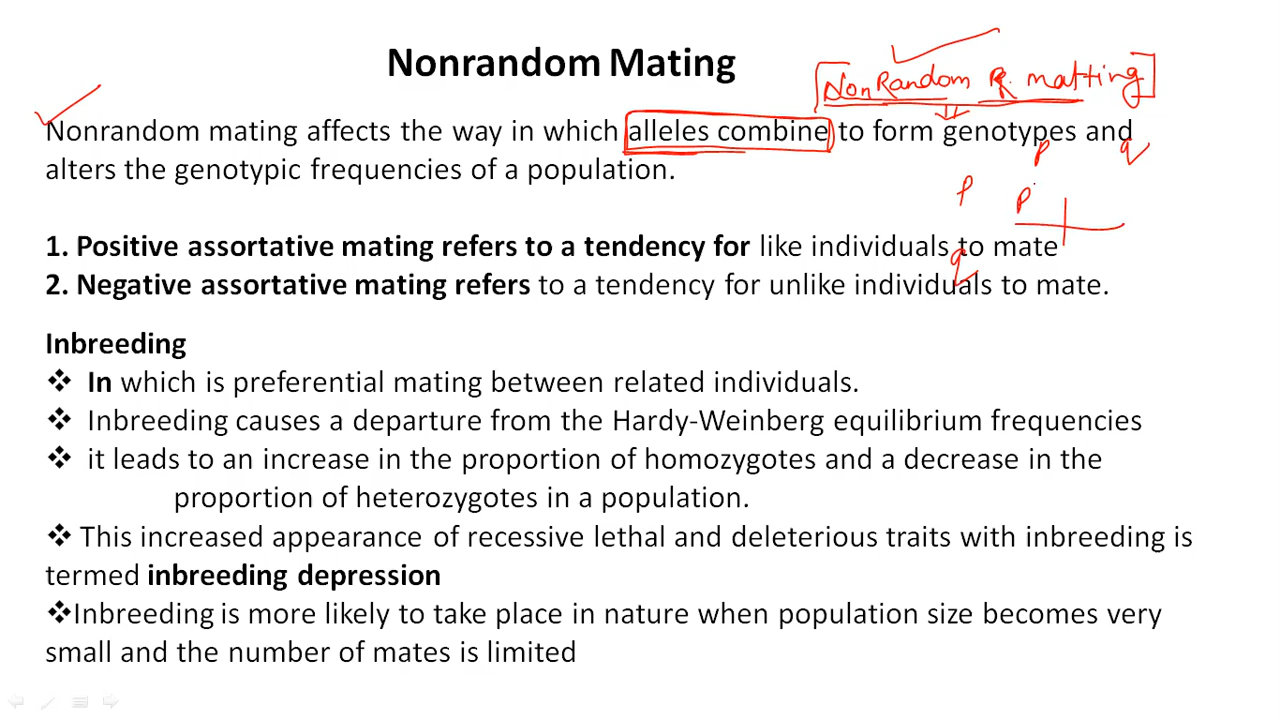 Nonrandom Mating
NonRandom matting
Nonrandom mating affects the way in which alleles combine to form genotypes and
p q
alters the genotypic frequencies of a population.
p p
1. Positive assortative mating refers to a tendency for like individuals to mate
q
2. Negative assortative mating refers to a tendency for unlike individuals to mate.
Inbreeding
❖ In which is preferential mating between related individuals.
❖ Inbreeding causes a departure from the Hardy-Weinberg equilibrium frequencies
❖ it leads to an increase in the proportion of homozygotes and a decrease in the
proportion of heterozygotes in a population.
❖ This increased appearance of recessive lethal and deleterious traits with inbreeding is
termed inbreeding depression
❖Inbreeding is more likely to take place in nature when population size becomes very
small and the number of mates is limited